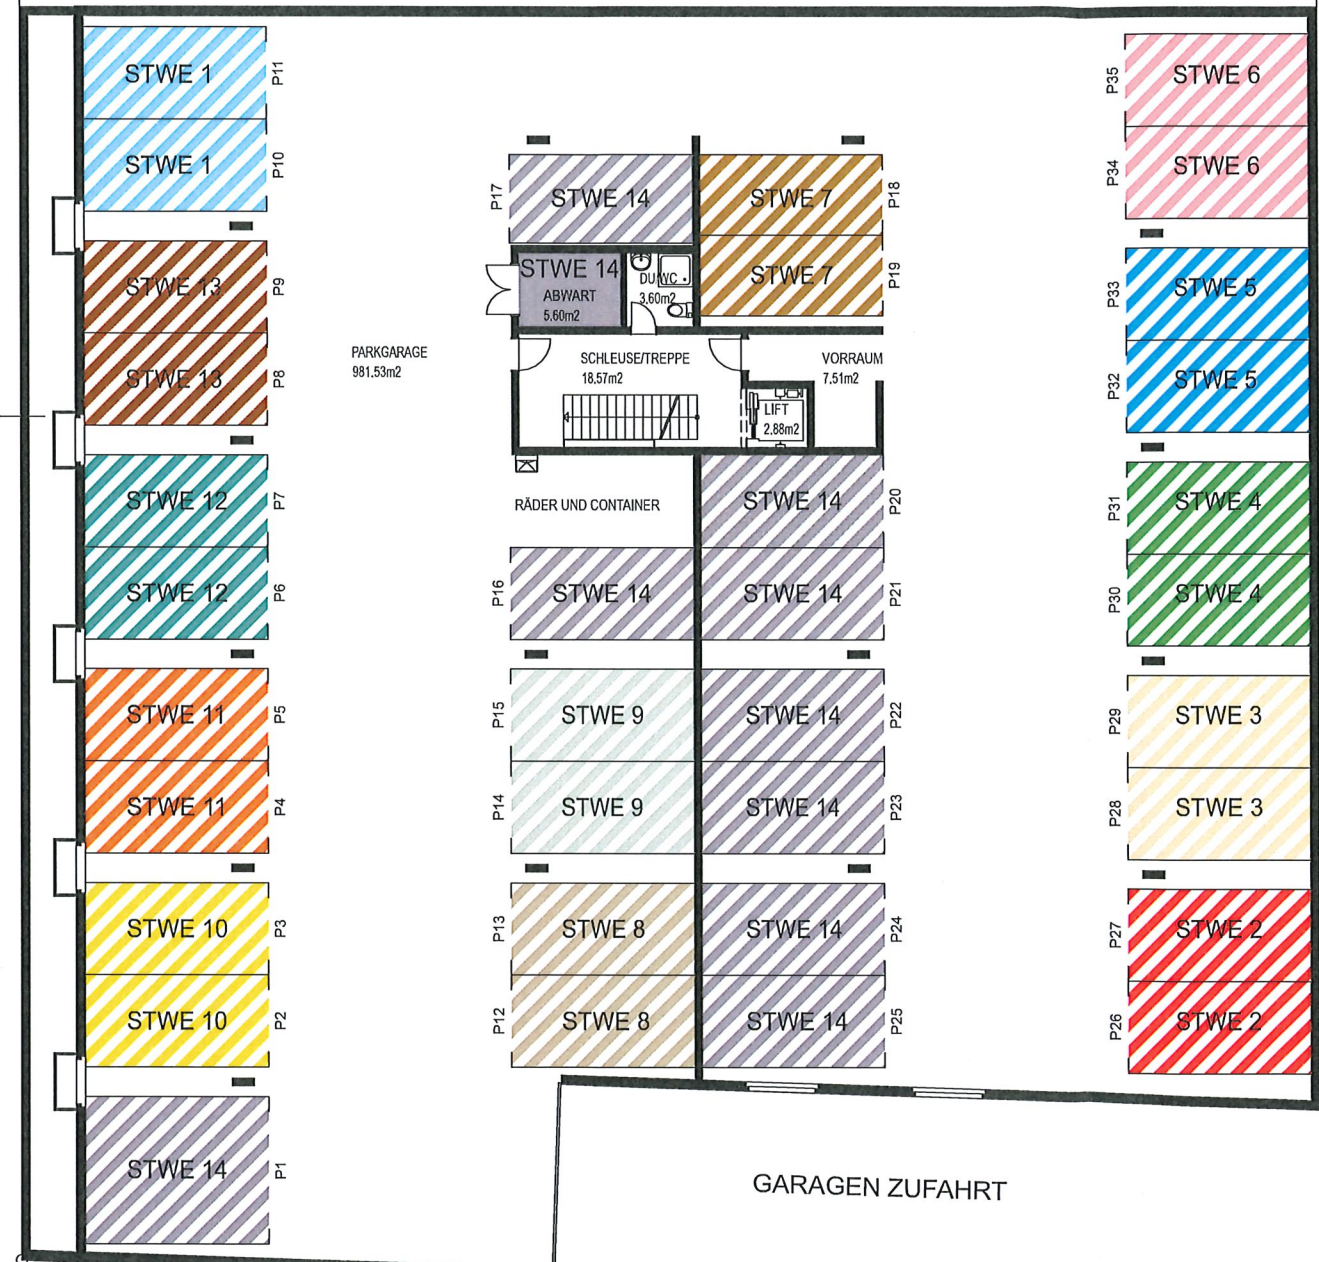 STWE 1
P11
STWE 1
P10
STWE 13
P9
STWE 13
P8
STWE 12
P7
STWE 12
P6
STWE 11
P5
STWE 11
P4
STWE 10
P3
STWE 10
P2
STWE 14
P1
PARKGARAGE
981.53m2
P17
STWE 14
STWE 7
P18
STWE 7
P19
STWE 14
ABWART
5.60m2
DU/WC
3.60m2
SCHLEUSE/TREPPE
18.57m2
VORRAUM
7.51m2
LIFT
2.88m2
RÄDER UND CONTAINER
STWE 14
P20
P16
STWE 14
STWE 14
P21
P15
STWE 9
STWE 14
P22
P14
STWE 9
STWE 14
P23
P13
STWE 8
STWE 14
P24
P12
STWE 8
STWE 14
P25
P35
STWE 6
P34
STWE 6
P33
STWE 5
P32
STWE 5
P31
STWE 4
P30
STWE 4
P29
STWE 3
P28
STWE 3
P27
STWE 2
P26
STWE 2
GARAGEN ZUFAHRT